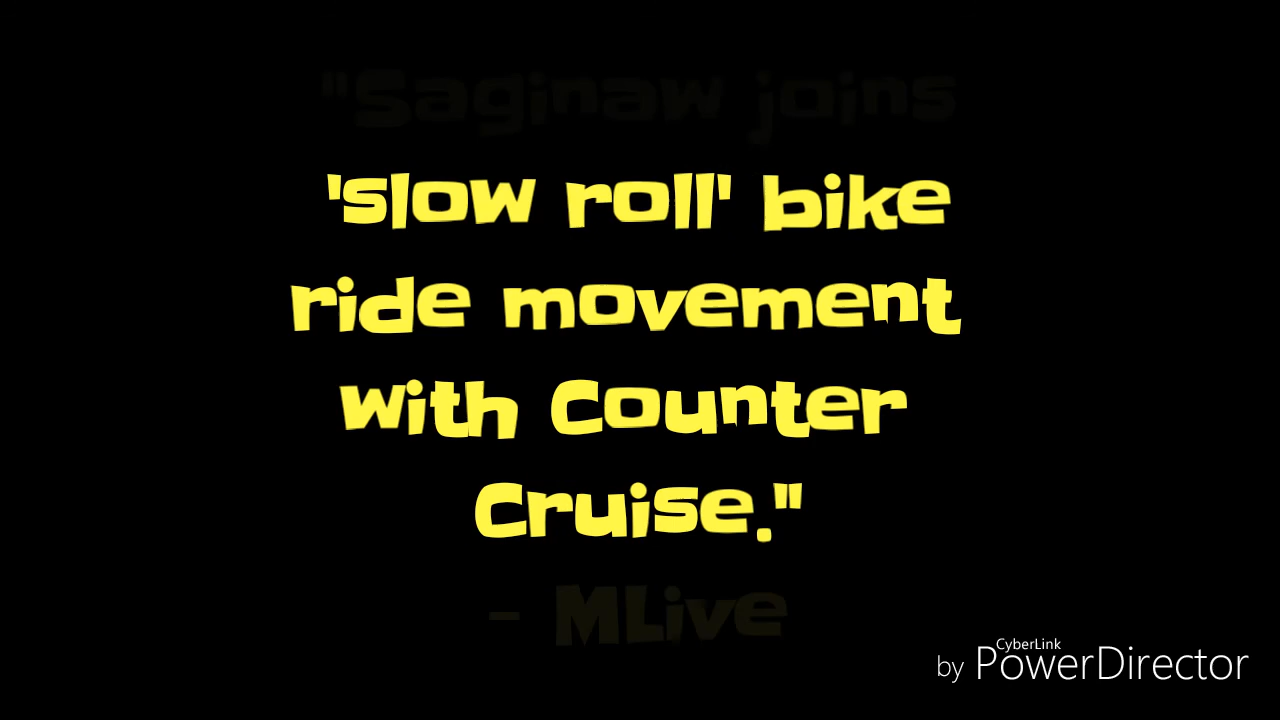 "Saginaw joins
'slow roll' bike
ride movement
with Counter
Cruise."
- MLive
by CyberLink PowerDirector